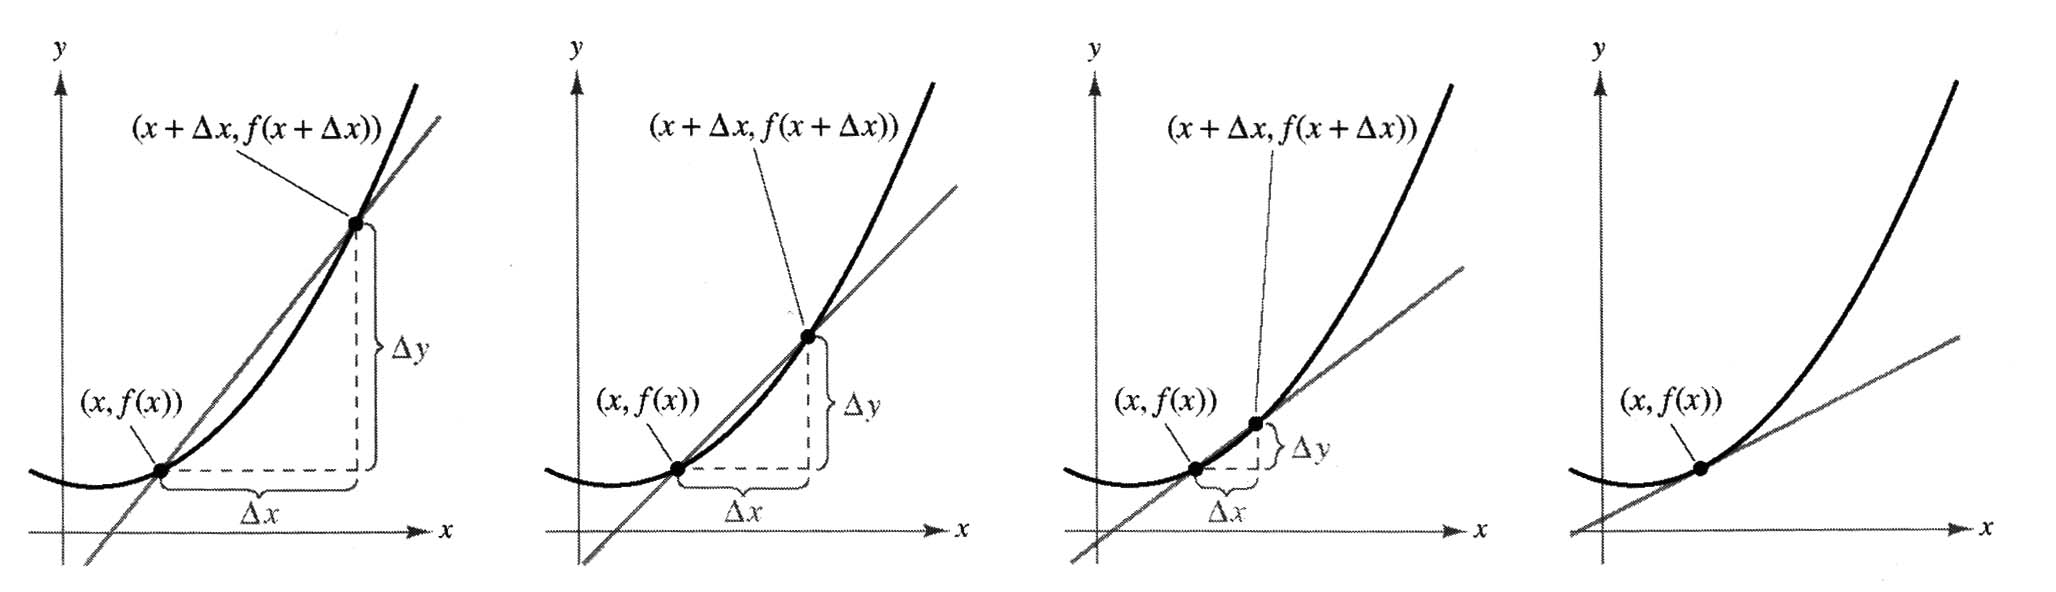 y
(x + Δx, f(x + Δx))
Δy
(x, f(x))
Δx
x
y
(x + Δx, f(x + Δx))
Δy
(x, f(x))
Δx
x
y
(x + Δx, f(x + Δx))
(x, f(x))
Δy
Δx
x
y
(x, f(x))
x